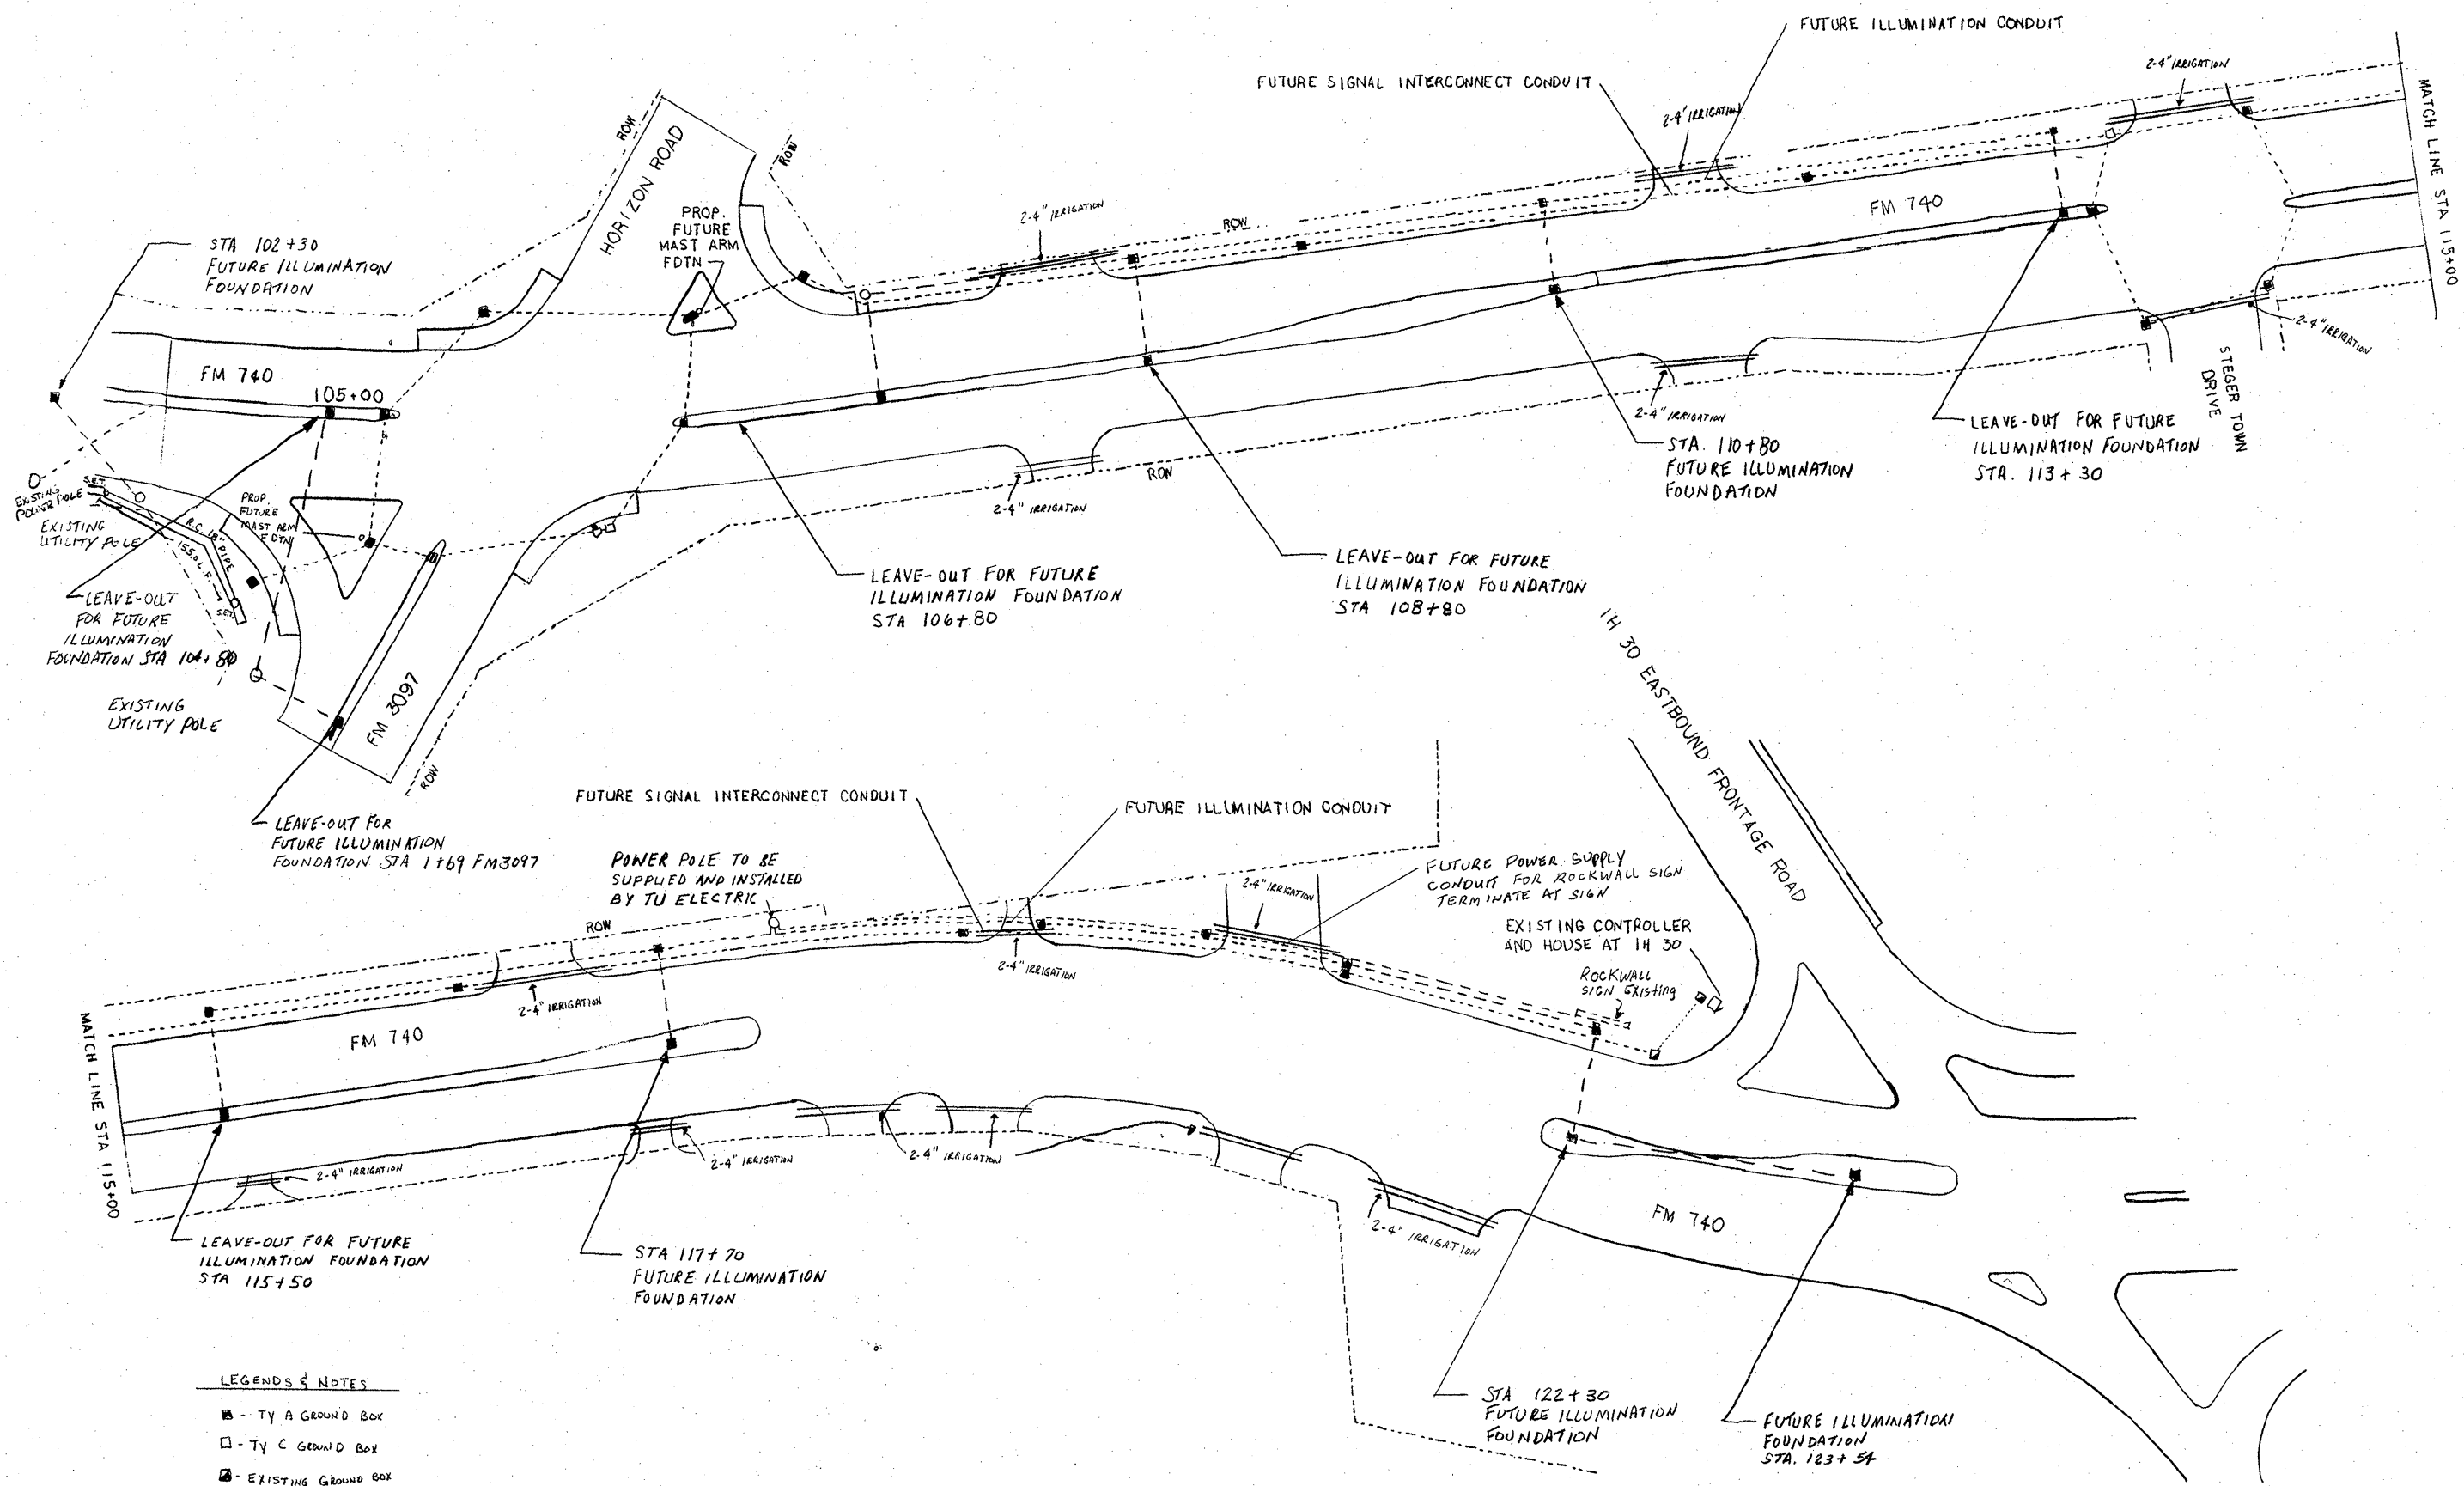 FUTURE ILLUMINATION CONDUIT
FUTURE SIGNAL INTERCONNECT CONDUIT
2-4" IRRIGATION
2-4" IRRIGATION
MATCH LINE STA 115+00
ROW
HORIZON ROAD
ROW
PROP.
FUTURE
MAST ARM
FDTN
2-4" IRRIGATION
ROW
FM 740
STA 102+30
FUTURE ILLUMINATION
FOUNDATION
FM 740
105+00
EXISTING
POWER POLE
S.E.T.
EXISTING
UTILITY POLE
R.C. 18" PIPE
155.0 L.F.
S.E.T.
PROP.
FUTURE
MAST ARM
FDTN
LEAVE-OUT
FOR FUTURE
ILLUMINATION
FOUNDATION STA 104+80
EXISTING
UTILITY POLE
FM 3097
ROW
2-4" IRRIGATION
ROW
2-4" IRRIGATION
STA. 110+80
FUTURE ILLUMINATION
FOUNDATION
LEAVE-OUT FOR FUTURE
ILLUMINATION FOUNDATION
STA. 113+30
STEGER TOWN
DRIVE
2-4" IRRIGATION
LEAVE-OUT FOR FUTURE
ILLUMINATION FOUNDATION
STA 106+80
LEAVE-OUT FOR FUTURE
ILLUMINATION FOUNDATION
STA 108+80
LEAVE-OUT FOR
FUTURE ILLUMINATION
FOUNDATION STA 1+69 FM3097
IH 30 EASTBOUND FRONTAGE ROAD
FUTURE SIGNAL INTERCONNECT CONDUIT
FUTURE ILLUMINATION CONDUIT
POWER POLE TO BE
SUPPLIED AND INSTALLED
BY TU ELECTRIC
FUTURE POWER SUPPLY
CONDUIT FOR ROCKWALL SIGN
TERMINATE AT SIGN
2-4" IRRIGATION
EXISTING CONTROLLER
AND HOUSE AT IH 30
ROCKWALL
SIGN EXISTING
ROW
2-4" IRRIGATION
2-4" IRRIGATION
MATCH LINE STA 115+00
FM 740
2-4" IRRIGATION
2-4" IRRIGATION
2-4" IRRIGATION
2-4" IRRIGATION
FM 740
LEAVE-OUT FOR FUTURE
ILLUMINATION FOUNDATION
STA 115+50
STA 117+70
FUTURE ILLUMINATION
FOUNDATION
STA 122+30
FUTURE ILLUMINATION
FOUNDATION
FUTURE ILLUMINATION
FOUNDATION
STA. 123+54
LEGENDS & NOTES
- TY A GROUND BOX
- TY C GROUND BOX
- EXISTING GROUND BOX